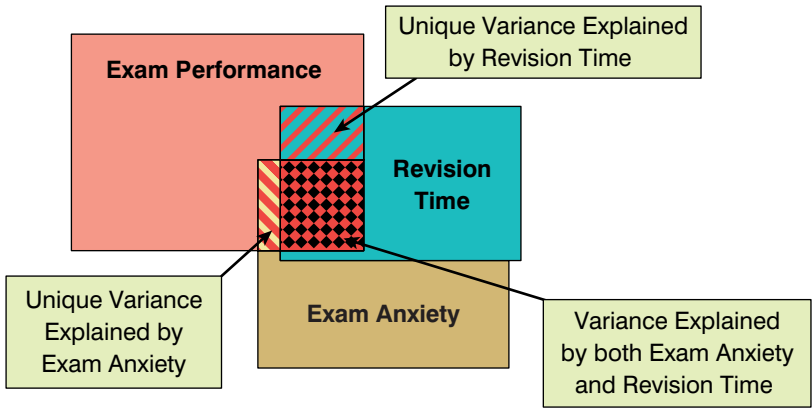 Unique Variance Explained
by Revision Time
Exam Performance
Revision
Time
Unique Variance
Explained by
Exam Anxiety
Exam Anxiety
Variance Explained
by both Exam Anxiety
and Revision Time